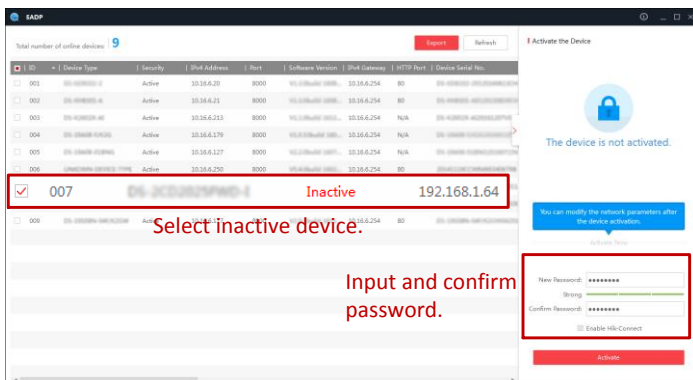 SADP
Total number of online devices: 9
Export
Refresh
ID
Device Type
Security
IPv4 Address
Port
Software Version
IPv4 Gateway
HTTP Port
Device Serial No.
001 Active 10.16.6.20 8000 10.16.6.254 80
002 Active 10.16.6.21 8000 10.16.6.254 80
003 Active 10.16.6.213 8000 10.16.6.254 N/A
004 Active 10.16.6.179 8000 10.16.6.254 N/A
005 Active 10.16.6.127 8000 10.16.6.254 N/A
006 Active 10.16.6.250 8000 10.16.6.254 80
007 Inactive 192.168.1.64
009 Active 8000 10.16.6.254 80
Select inactive device.
Input and confirm
password.
Activate the Device
The device is not activated.
You can modify the network parameters after
the device activation.
Activate Now
New Password:
Strong
Confirm Password:
Enable Hik-Connect
Activate